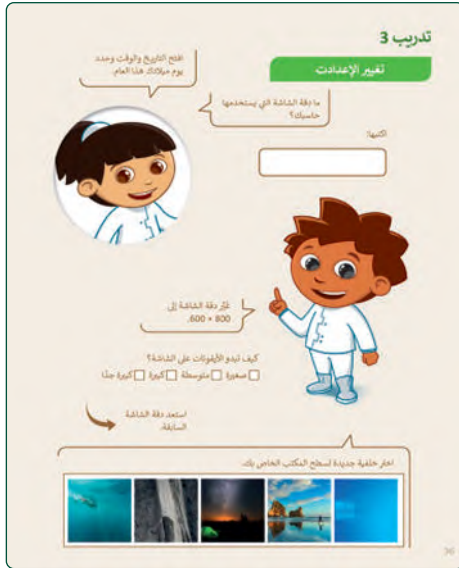 تدريب 3
تغيير الإعدادت
افتح التاريخ والوقت وحدد
يوم ميلادك هذا العام.
ما دقة الشاشة التي يستخدمها
حاسبك؟
اكتبها:
غيّر دقة الشاشة إلى
800 × 600.
كيف تبدو الأيقونات على الشاشة؟
صغيرة متوسطة كبيرة كبيرة جدًا
استعد دقة الشاشة
السابقة.
اختر خلفية جديدة لسطح المكتب الخاص بك.
36